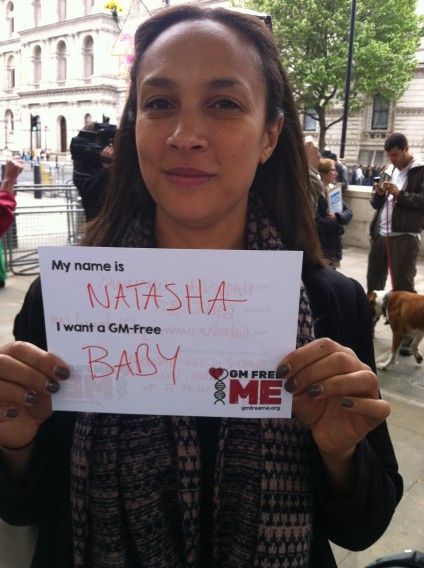 My name is
NATASHA
I want a GM-Free
BABY
GM FREE
ME
gmfreeme.org